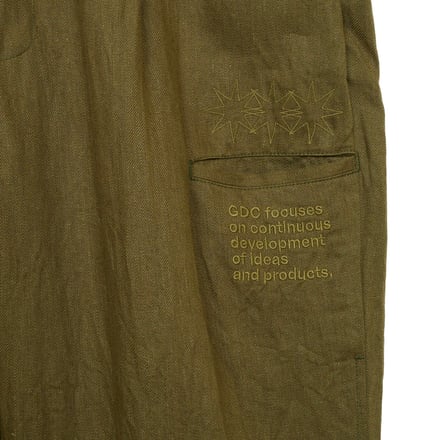 GDC focuses
on continuous
development
of ideas
and products.